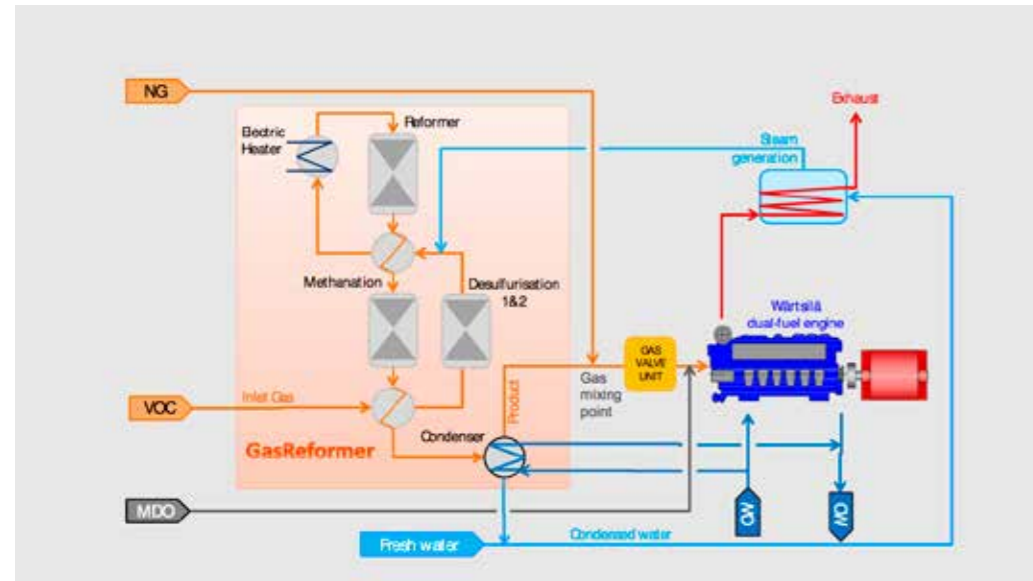 NG
Exhaust
Electric
Heater
Reformer
Steam
generation
Methanation
Desulfurisation
1&2
Wärtsilä
dual-fuel engine
GAS
VALVE
UNIT
Inlet Gas
VOC
Product
Gas
mixing
point
Condenser
GasReformer
MDO
CW
CW
Fresh water
Condensed water